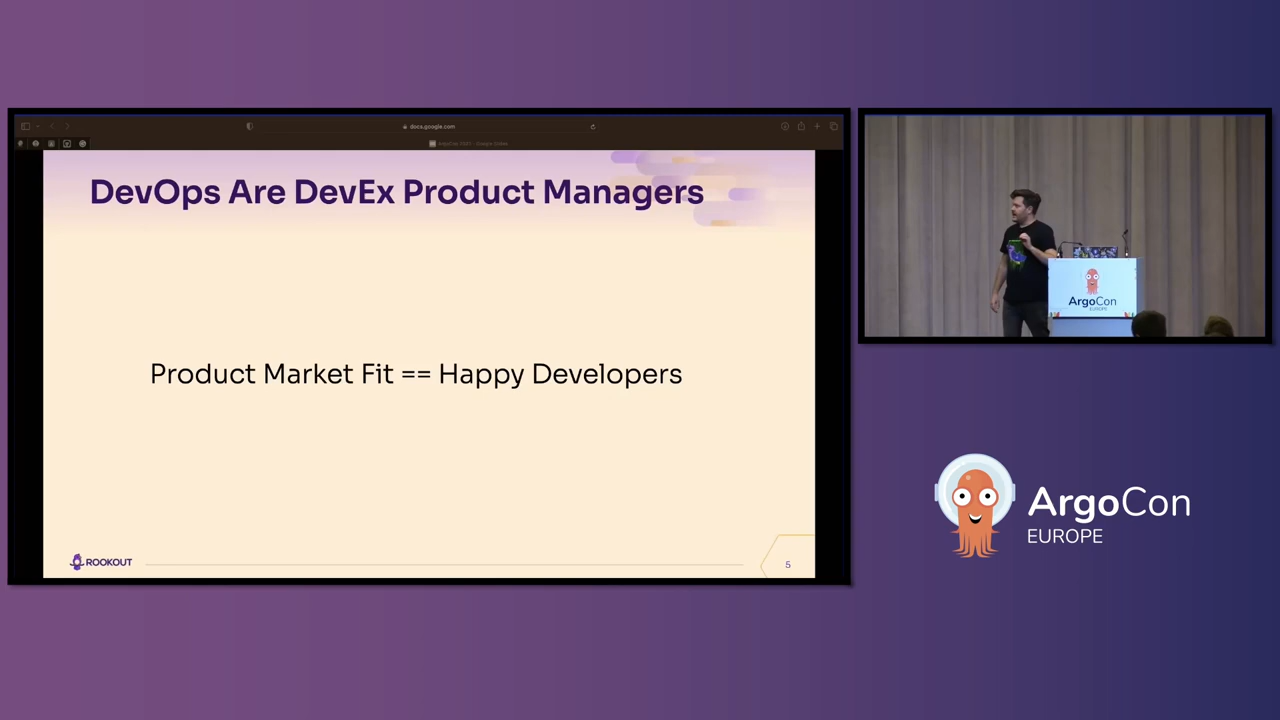 docs.google.com
DevOps Are DevEx Product Managers
Product Market Fit == Happy Developers
ROOKOUT
5
ArgoCon
EUROPE
ArgoCon
EUROPE